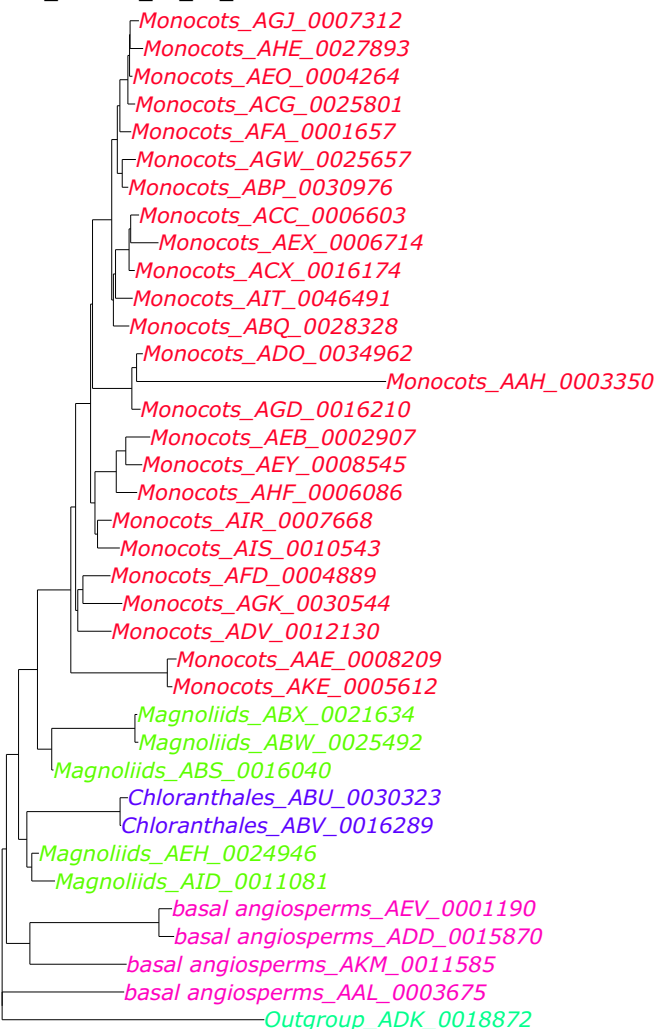 Monocots_AGJ_0007312
Monocots_AHE_0027893
Monocots_AEO_0004264
Monocots_ACG_0025801
Monocots_AFA_0001657
Monocots_AGW_0025657
Monocots_ABP_0030976
Monocots_ACC_0006603
Monocots_AEX_0006714
Monocots_ACX_0016174
Monocots_AIT_0046491
Monocots_ABQ_0028328
Monocots_ADO_0034962
Monocots_AAH_0003350
Monocots_AGD_0016210
Monocots_AEB_0002907
Monocots_AEY_0008545
Monocots_AHF_0006086
Monocots_AIR_0007668
Monocots_AIS_0010543
Monocots_AFD_0004889
Monocots_AGK_0030544
Monocots_ADV_0012130
Monocots_AAE_0008209
Monocots_AKE_0005612
Magnoliids_ABX_0021634
Magnoliids_ABW_0025492
Magnoliids_ABS_0016040
Chloranthales_ABU_0030323
Chloranthales_ABV_0016289
Magnoliids_AEH_0024946
Magnoliids_AID_0011081
basal angiosperms_AEV_0001190
basal angiosperms_ADD_0015870
basal angiosperms_AKM_0011585
basal angiosperms_AAL_0003675
Outgroup_ADK_0018872